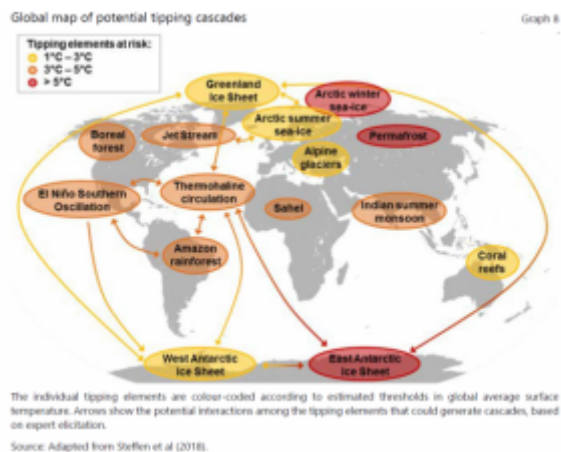 Global map of potential tipping cascades
Graph 8
Tipping elements at risk:
1°C – 3°C
3°C – 5°C
> 5°C
Greenland
Ice Sheet
Arctic winter
sea-ice
Arctic summer
sea-ice
Boreal
forest
Jet Stream
Permafrost
Alpine
glaciers
El Niño Southern
Oscillation
Thermohaline
circulation
Sahel
Indian summer
monsoon
Amazon
rainforest
Coral
reefs
West Antarctic
Ice Sheet
East Antarctic
Ice Sheet
The individual tipping elements are colour-coded according to estimated thresholds in global average surface
temperature. Arrows show the potential interactions among the tipping elements that could generate cascades, based
on expert elicitation.
Source: Adapted from Steffen et al (2018).